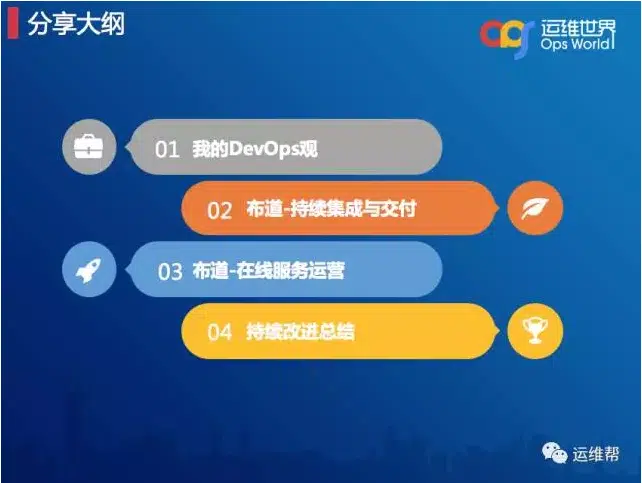 分享大纲
运维世界
Ops World
01 我的DevOps观
02 布道-持续集成与交付
03 布道-在线服务运营
04 持续改进总结
运维帮